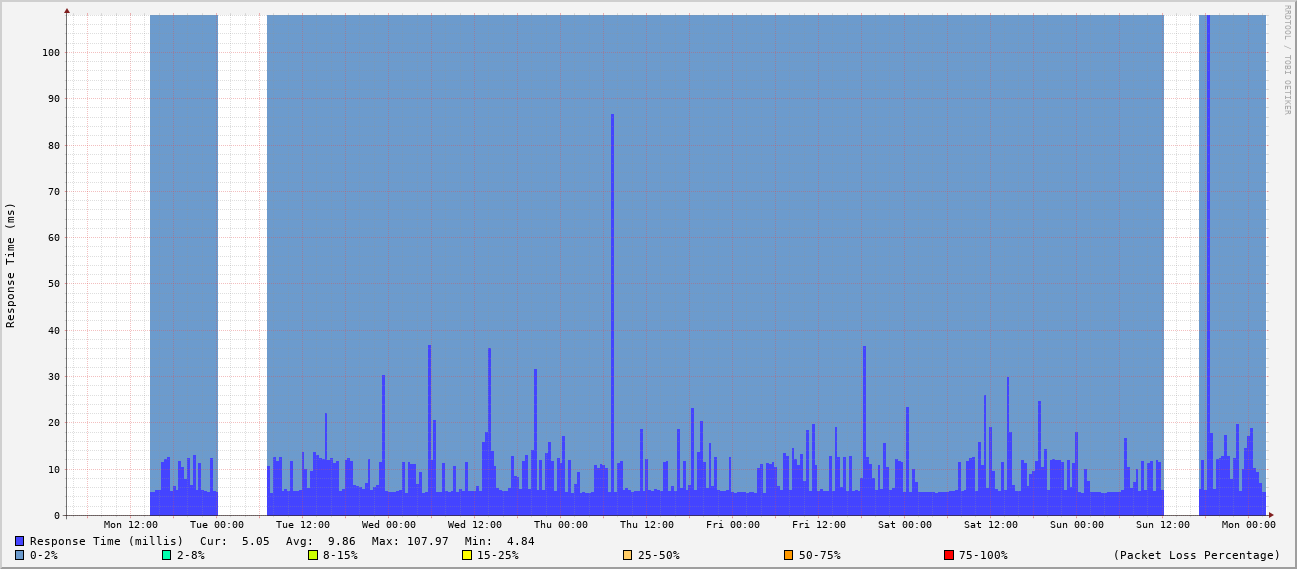 RRDTOOL / TOBI OETIKER
Response Time (ms)
100
90
80
70
60
50
40
30
20
10
0
Mon 12:00 Tue 00:00 Tue 12:00 Wed 00:00 Wed 12:00 Thu 00:00 Thu 12:00 Fri 00:00 Fri 12:00 Sat 00:00 Sat 12:00 Sun 00:00 Sun 12:00 Mon 00:00
Response Time (millis) Cur: 5.05 Avg: 9.86 Max: 107.97 Min: 4.84
0-2% 2-8% 8-15% 15-25% 25-50% 50-75% 75-100% (Packet Loss Percentage)